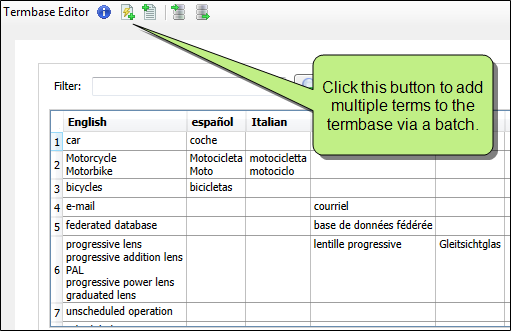 Termbase Editor
Click this button to add
multiple terms to the
termbase via a batch.
Filter:
English español Italian
1 car coche
2 Motorcycle Motocicleta motocicletta
Motorbike Moto motociclo
3 bicycles bicicletas
4 e-mail courriel
5 federated database base de données fédérée
6 progressive lens lentille progressive Gleitsichtglas
progressive addition lens
PAL
progressive power lens
graduated lens
7 unscheduled operation